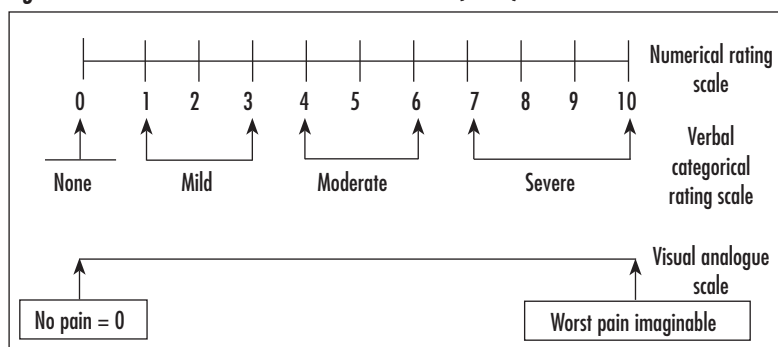 Numerical rating
scale
0 1 2 3 4 5 6 7 8 9 10
Verbal
categorical
rating scale
None Mild Moderate Severe
Visual analogue
scale
No pain = 0 Worst pain imaginable